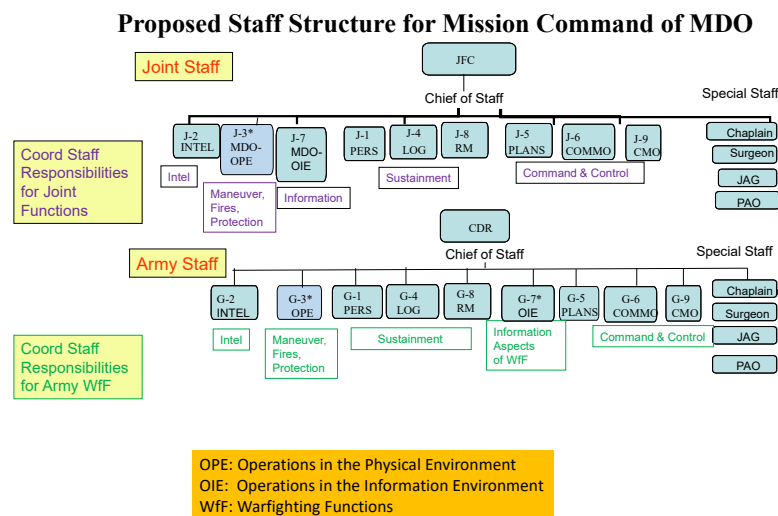 Proposed Staff Structure for Mission Command of MDO
Joint Staff
JFC
Chief of Staff
Special Staff
J-2
INTEL
J-3*
MDO-
OPE
J-7
MDO-
OIE
J-1
PERS
J-4
LOG
J-8
RM
J-5
PLANS
J-6
COMMO
J-9
CMO
Chaplain
Surgeon
JAG
PAO
Coord Staff
Responsibilities
for Joint
Functions
Intel
Maneuver,
Fires,
Protection
Information
Sustainment
Command & Control
CDR
Chief of Staff
Special Staff
Army Staff
G-2
INTEL
G-3*
OPE
G-1
PERS
G-4
LOG
G-8
RM
G-7*
OIE
G-5
PLANS
G-6
COMMO
G-9
CMO
Chaplain
Surgeon
JAG
PAO
Coord Staff
Responsibilities
for Army WfF
Intel
Maneuver,
Fires,
Protection
Sustainment
Information
Aspects
of WfF
Command & Control
OPE: Operations in the Physical Environment
OIE: Operations in the Information Environment
WfF: Warfighting Functions